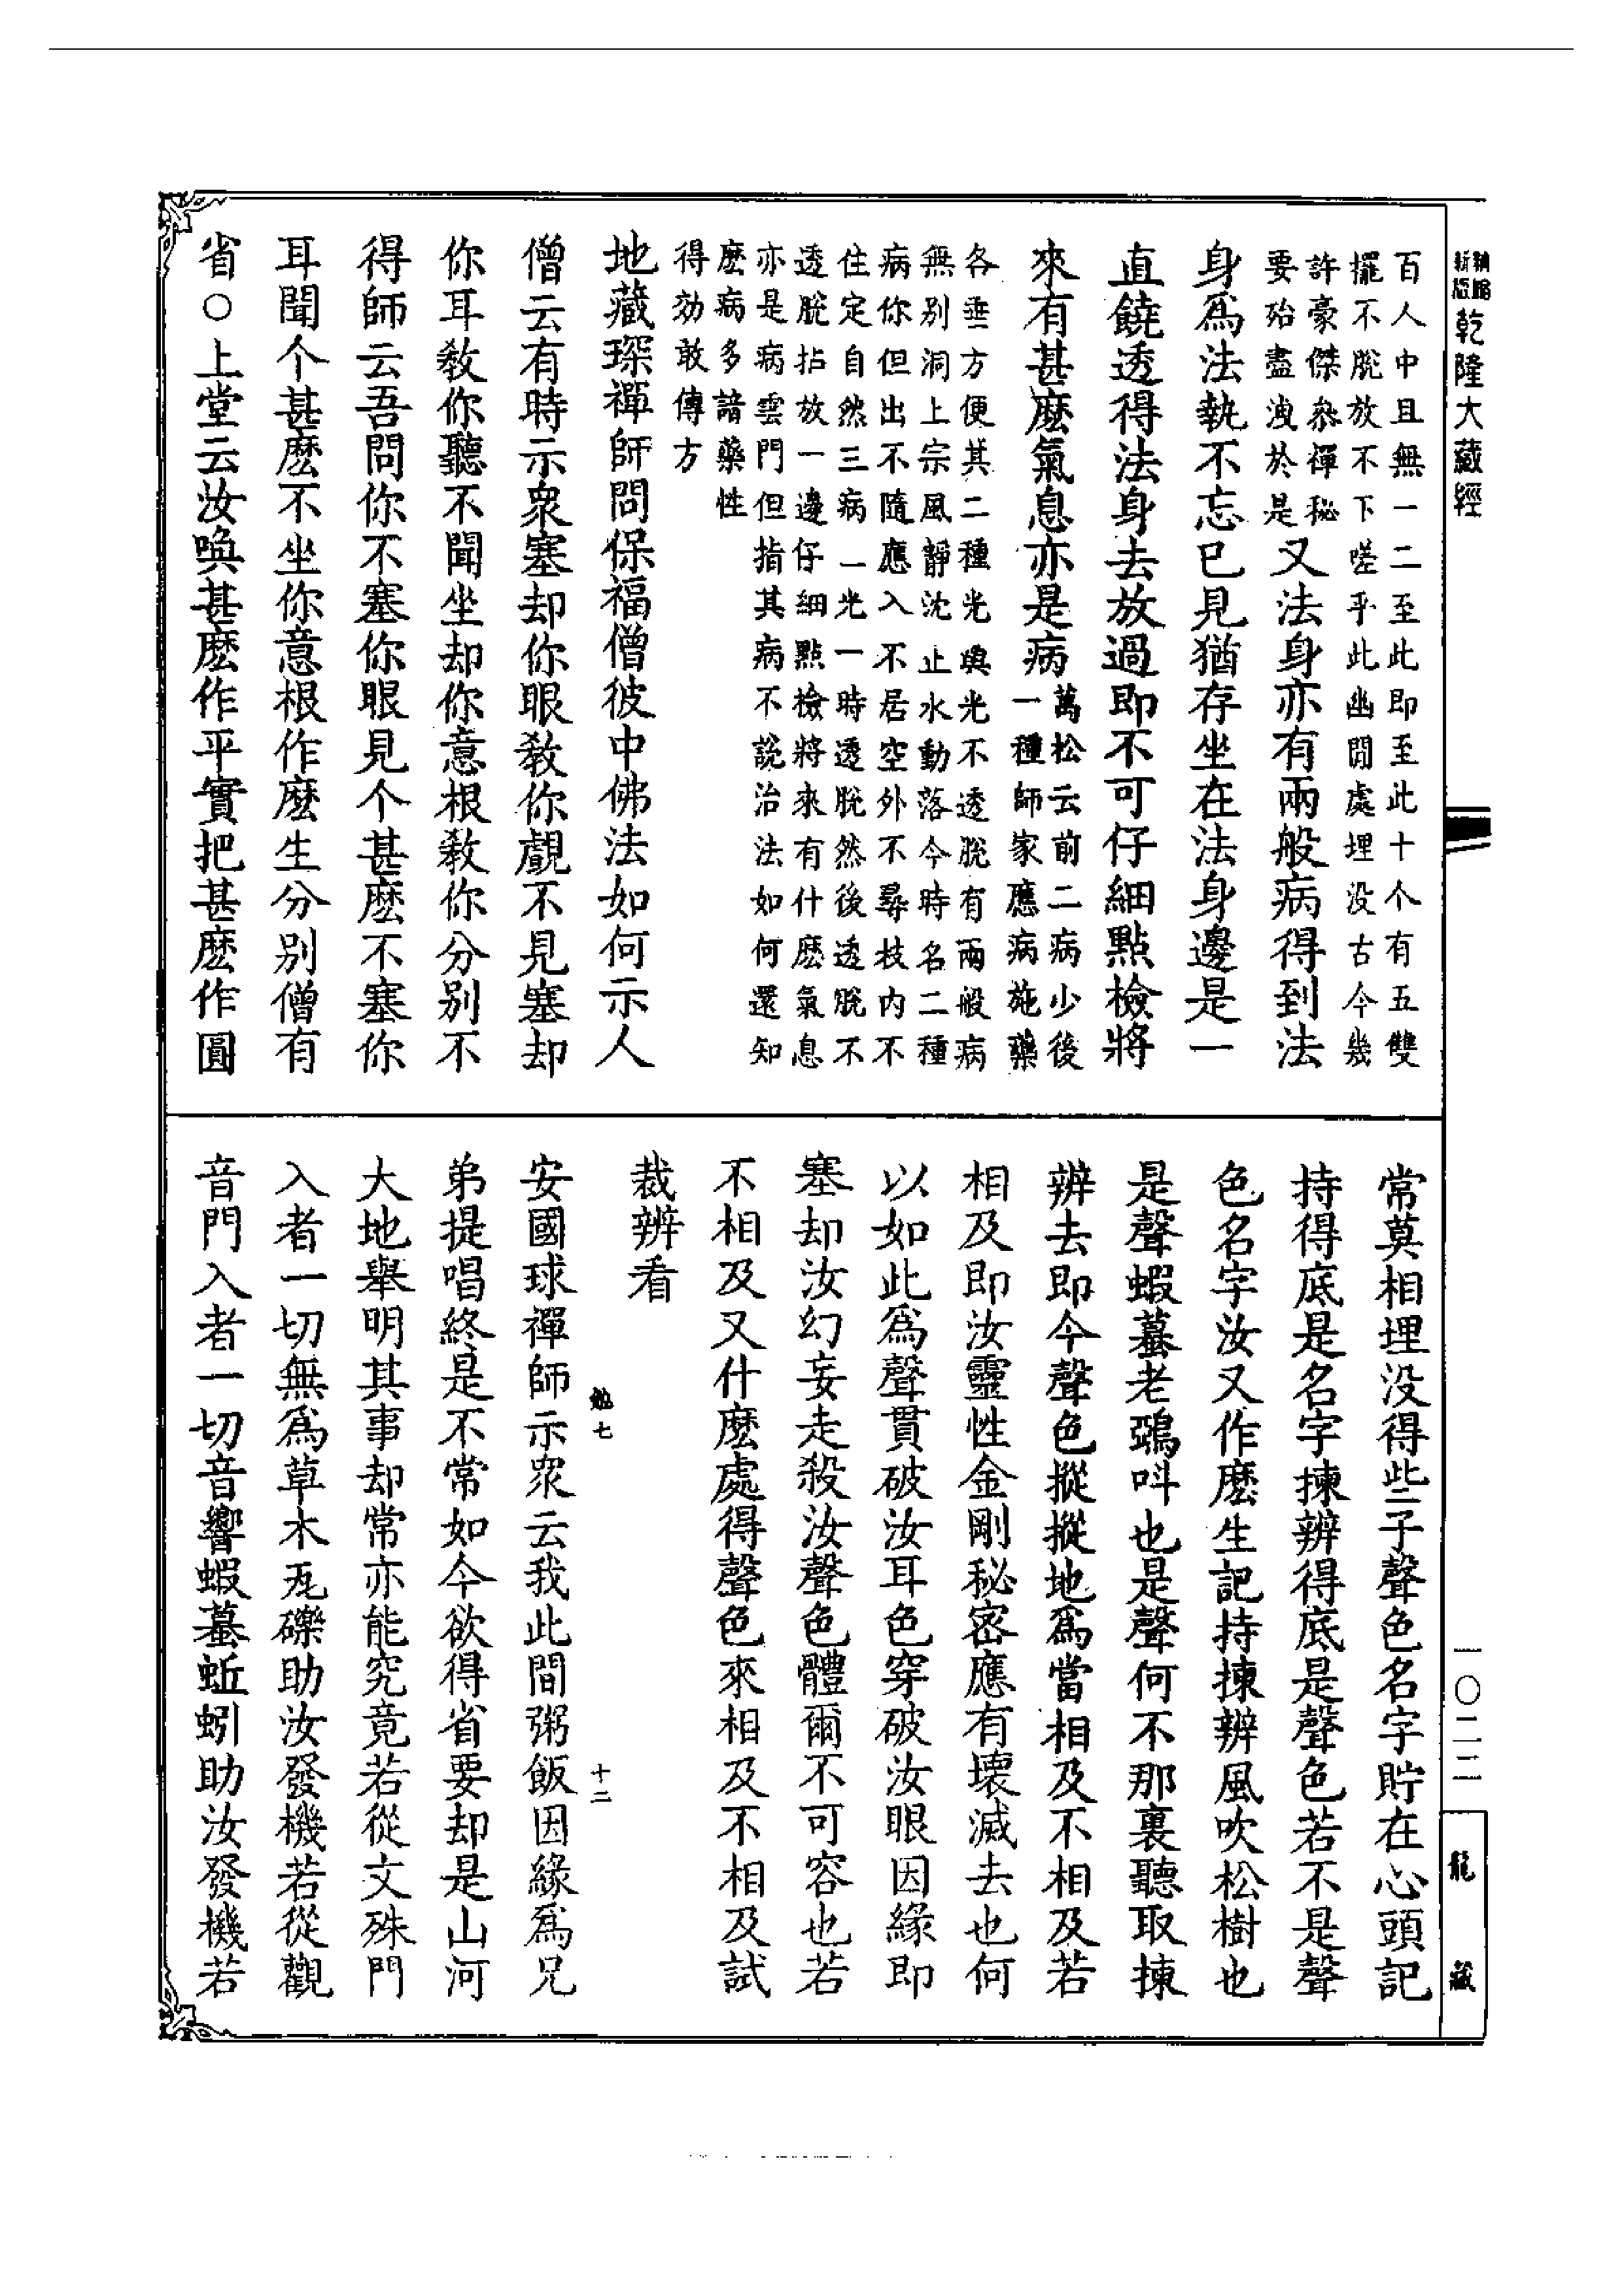 乾隆大藏經
百人中且無一二至此即至此十个有五雙
擺不脫放不下嗟乎此幽閒處埋没古今幾
許豪傑叅禪秘
要殆盡洩於是
又法身亦有兩般病得到法
身爲法執不忘已見猶存坐在法身邊是一
直饒透得法身去放過即不可仔細點檢將
來有甚麽氣息亦是病
萬松云前二病少後
一種師家應病施藥
各垂方便其二種光與光不透脫有兩般病
無别洞上宗風靜沈止水動落今時名二種
病你但出不隨應入不居空外不尋枝内不
住定自然三病一光一時透脫然後透脫不
透脫拈放一邊仔細點檢將來有什麽氣息
亦是病雲門但指其病不說治法如何還知
麽病多諳藥性
得効敢傳方
地藏琛禪師問保福僧彼中佛法如何示人
僧云有時示衆塞却你眼敎你覷不見塞却
你耳敎你聽不聞坐却你意根敎你分別不
得師云吾問你不塞你眼見个甚麽不塞你
耳聞个甚麽不坐你意根作麽生分別僧有
省○上堂云汝喚甚麽作平實把甚麽作圓
常莫相埋没得些子聲色名字貯在心頭記
持得底是名字揀辨得底是聲色若不是聲
色名字汝又作麽生記持揀辨風吹松樹也
是聲蝦蟇老鵶呌也是聲何不那裏聽取揀
辨去即今聲色摐摐地爲當相及不相及若
相及即汝靈性金剛秘密應有壞滅去也何
以如此爲聲貫破汝耳色穿破汝眼因緣即
塞却汝幻妄走殺汝聲色體爾不可容也若
不相及又什麽處得聲色來相及不相及試
裁辨看
勉七
十二
安國球禪師示衆云我此間粥飯因緣爲兄
弟提唱終是不常如今欲得省要却是山河
大地舉明其事却常亦能究竟若從文殊門
入者一切無爲草木瓦礫助汝發機若從觀
音門入者一切音響蝦蟇蚯蚓助汝發機若
一〇二二
龍藏